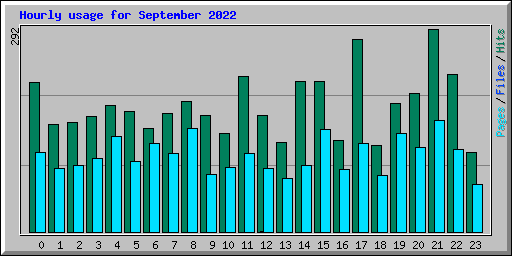 Hourly usage for September 2022
292
Pages / Files / Hits
0 1 2 3 4 5 6 7 8 9 10 11 12 13 14 15 16 17 18 19 20 21 22 23